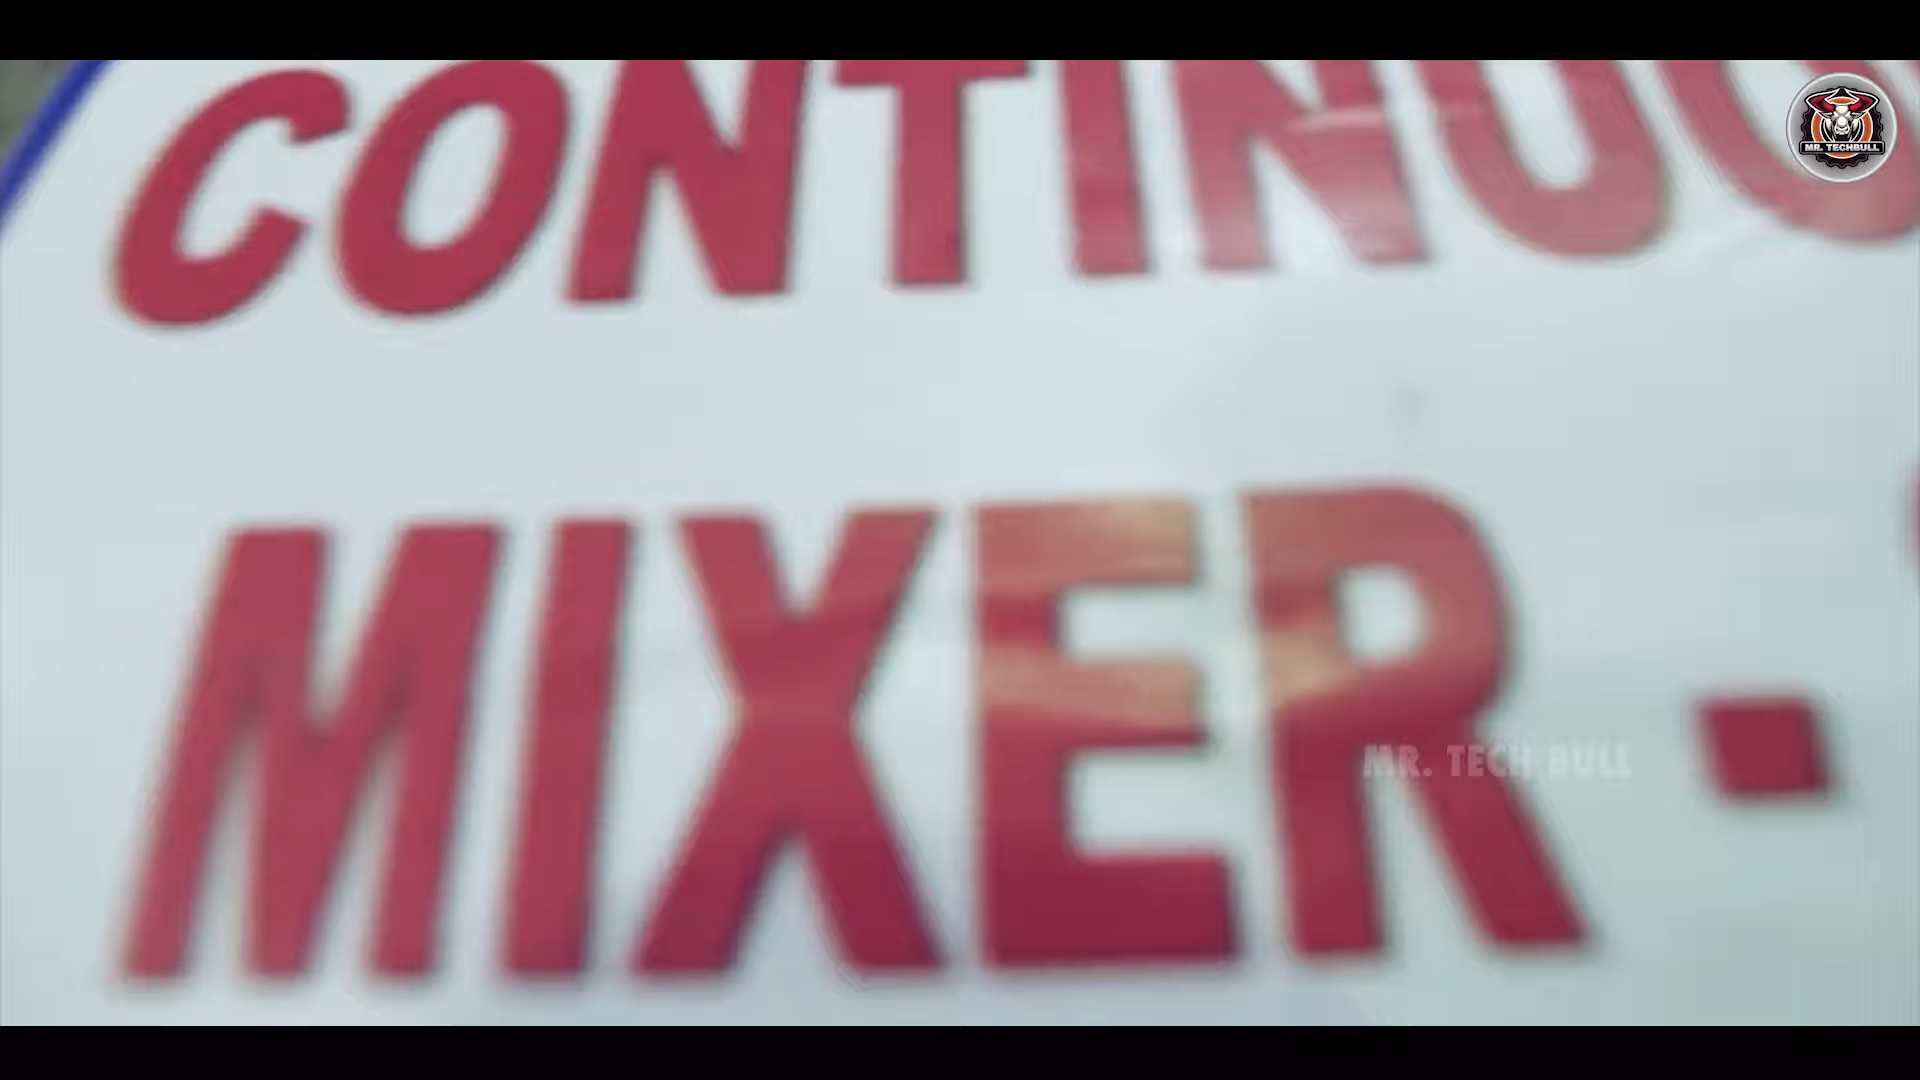 CONTINUO
MR. TECHBULL
MIXER -
MR. TECH BULL